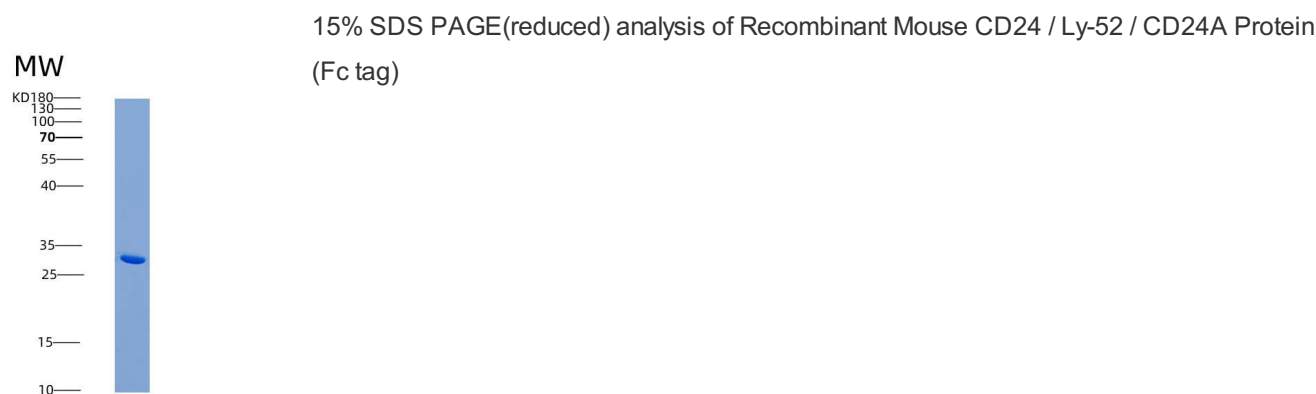 15% SDS PAGE(reduced) analysis of Recombinant Mouse CD24 / Ly-52 / CD24A Protein
(Fc tag)
MW
KD180
130
100
70
55
40
35
25
15
10